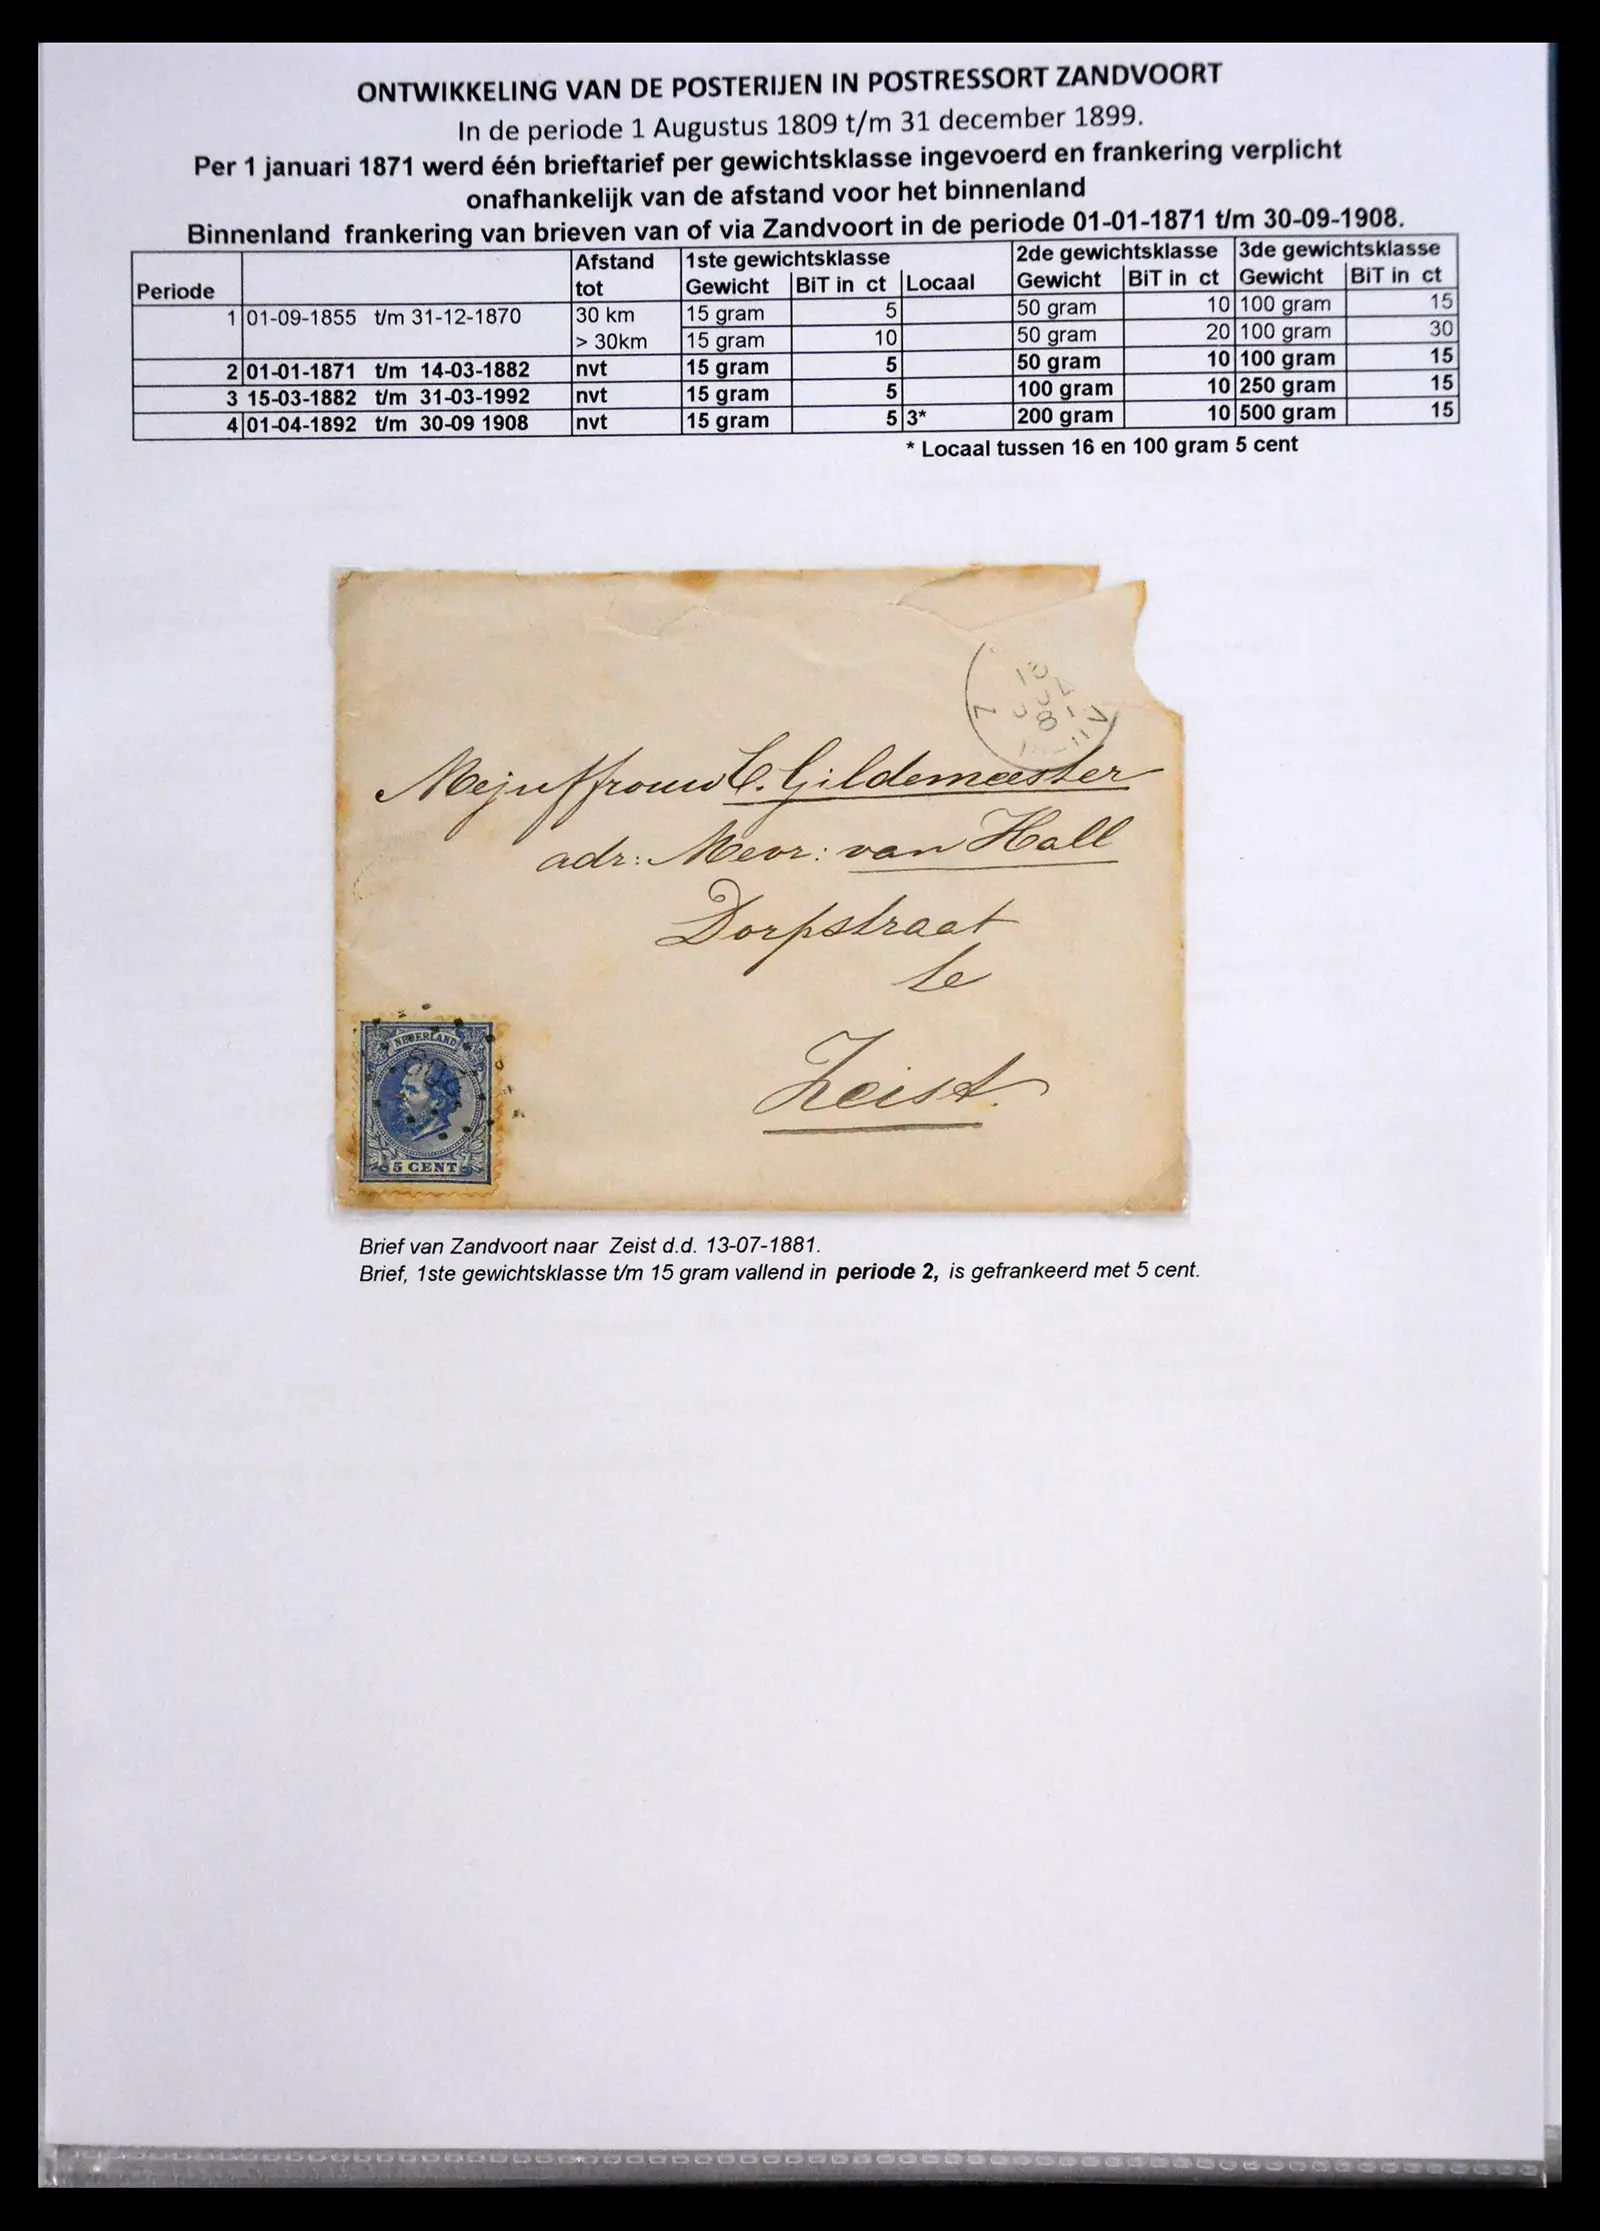 ONTWIKKELING VAN DE POSTERIJEN IN POSTRESSORT ZANDVOORT
In de periode 1 Augustus 1809 t/m 31 december 1899.
Per 1 januari 1871 werd één brieftarief per gewichtsklasse ingevoerd en frankering verplicht
onafhankelijk van de afstand voor het binnenland
Binnenland frankering van brieven van of via Zandvoort in de periode 01-01-1871 t/m 30-09-1908.
Afstand 1ste gewichtsklasse 2de gewichtsklasse 3de gewichtsklasse
Periode tot Gewicht BiT in ct Locaal Gewicht BiT in ct Gewicht BiT in ct
1 01-09-1855 t/m 31-12-1870 30 km 15 gram 5 50 gram 10 100 gram 15
> 30km 15 gram 10 50 gram 20 100 gram 30
2 01-01-1871 t/m 14-03-1882 nvt 15 gram 5 50 gram 10 100 gram 15
3 15-03-1882 t/m 31-03-1992 nvt 15 gram 5 100 gram 10 250 gram 15
4 01-04-1892 t/m 30-09 1908 nvt 15 gram 5 3* 200 gram 10 500 gram 15
* Locaal tussen 16 en 100 gram 5 cent
Mejuffrouw C. Gildemeester
adr: Mevr: van Hall
Dorpstraat
te
Zeist.
NEDERLAND
5 CENT
Brief van Zandvoort naar Zeist d.d. 13-07-1881.
Brief, 1ste gewichtsklasse t/m 15 gram vallend in periode 2, is gefrankeerd met 5 cent.